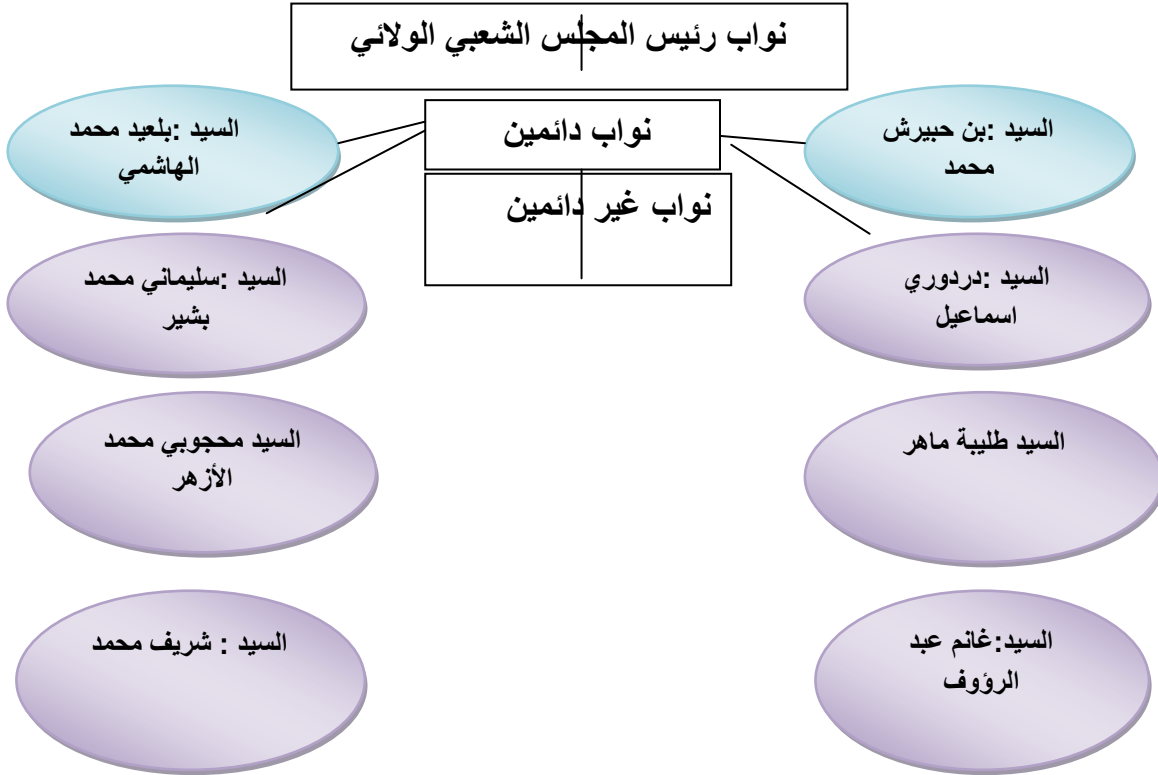 نواب رئيس المجلس الشعبي الولائي
نواب دائمين
السيد :بن حبيرش
محمد
السيد :بلعيد محمد
الهاشمي
نواب غير دائمين
السيد :دردوري
اسماعيل
السيد :سليماني محمد
بشير
السيد طليبة ماهر
السيد محجوبي محمد
الأزهر
السيد:غانم عبد
الرؤوف
السيد : شريف محمد